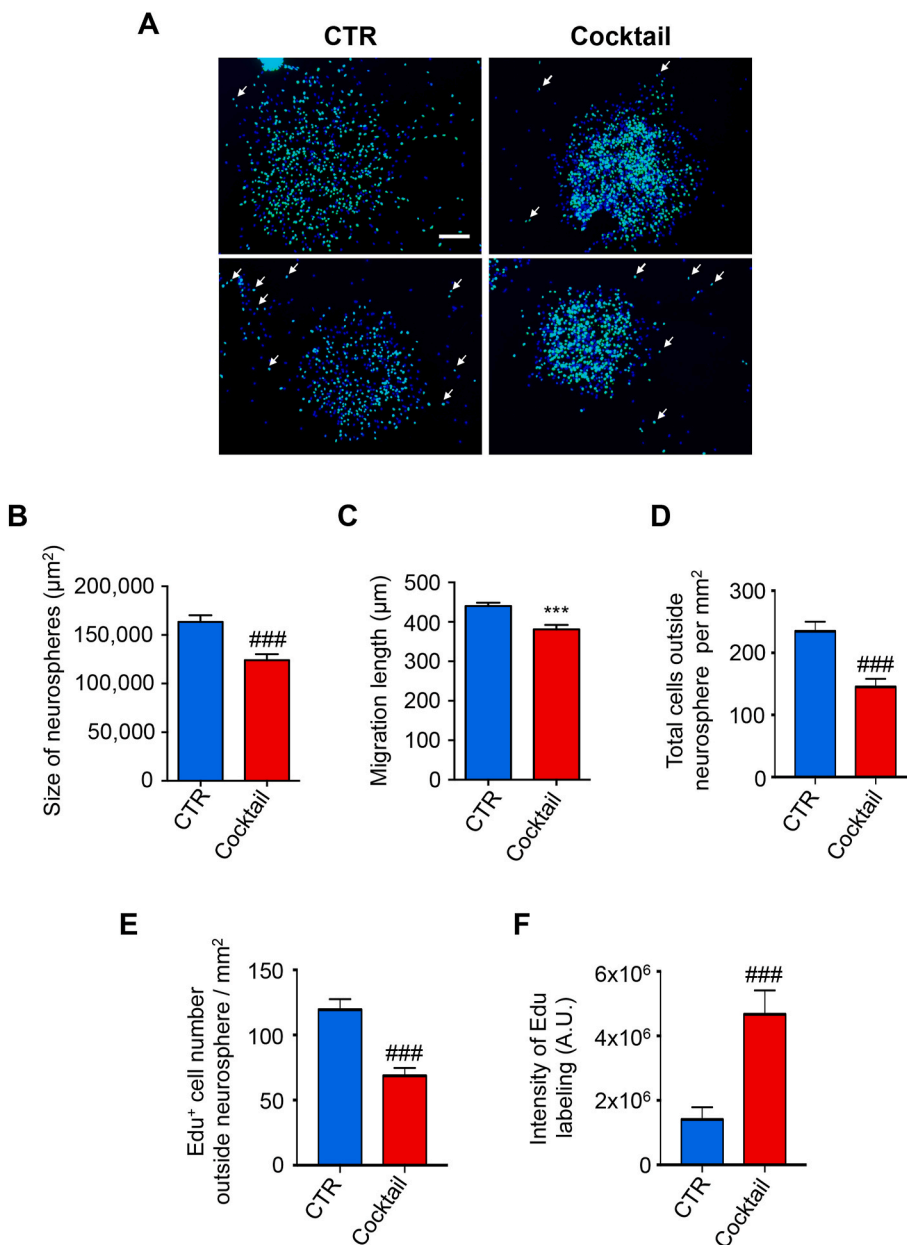 A
CTR
Cocktail
B
Size of neurospheres (µm²)
200,000
150,000
100,000
50,000
0
###
CTR
Cocktail
C
Migration length (µm)
500
400
300
200
100
0
***
CTR
Cocktail
D
Total cells outside
neurosphere per mm²
300
200
100
0
###
CTR
Cocktail
E
Edu⁺ cell number
outside neurosphere / mm²
150
100
50
0
###
CTR
Cocktail
F
Intensity of Edu
labeling (A.U.)
6x10⁶
4x10⁶
2x10⁶
0
###
CTR
Cocktail